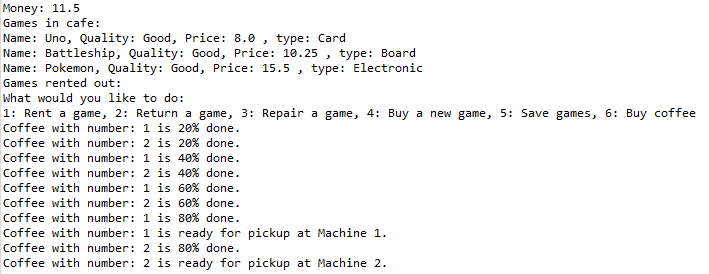 Money: 11.5
Games in cafe:
Name: Uno, Quality: Good, Price: 8.0 , type: Card
Name: Battleship, Quality: Good, Price: 10.25 , type: Board
Name: Pokemon, Quality: Good, Price: 15.5 , type: Electronic
Games rented out:
What would you like to do:
1: Rent a game, 2: Return a game, 3: Repair a game, 4: Buy a new game, 5: Save games, 6: Buy coffee
Coffee with number: 1 is 20% done.
Coffee with number: 2 is 20% done.
Coffee with number: 1 is 40% done.
Coffee with number: 2 is 40% done.
Coffee with number: 1 is 60% done.
Coffee with number: 2 is 60% done.
Coffee with number: 1 is 80% done.
Coffee with number: 1 is ready for pickup at Machine 1.
Coffee with number: 2 is 80% done.
Coffee with number: 2 is ready for pickup at Machine 2.